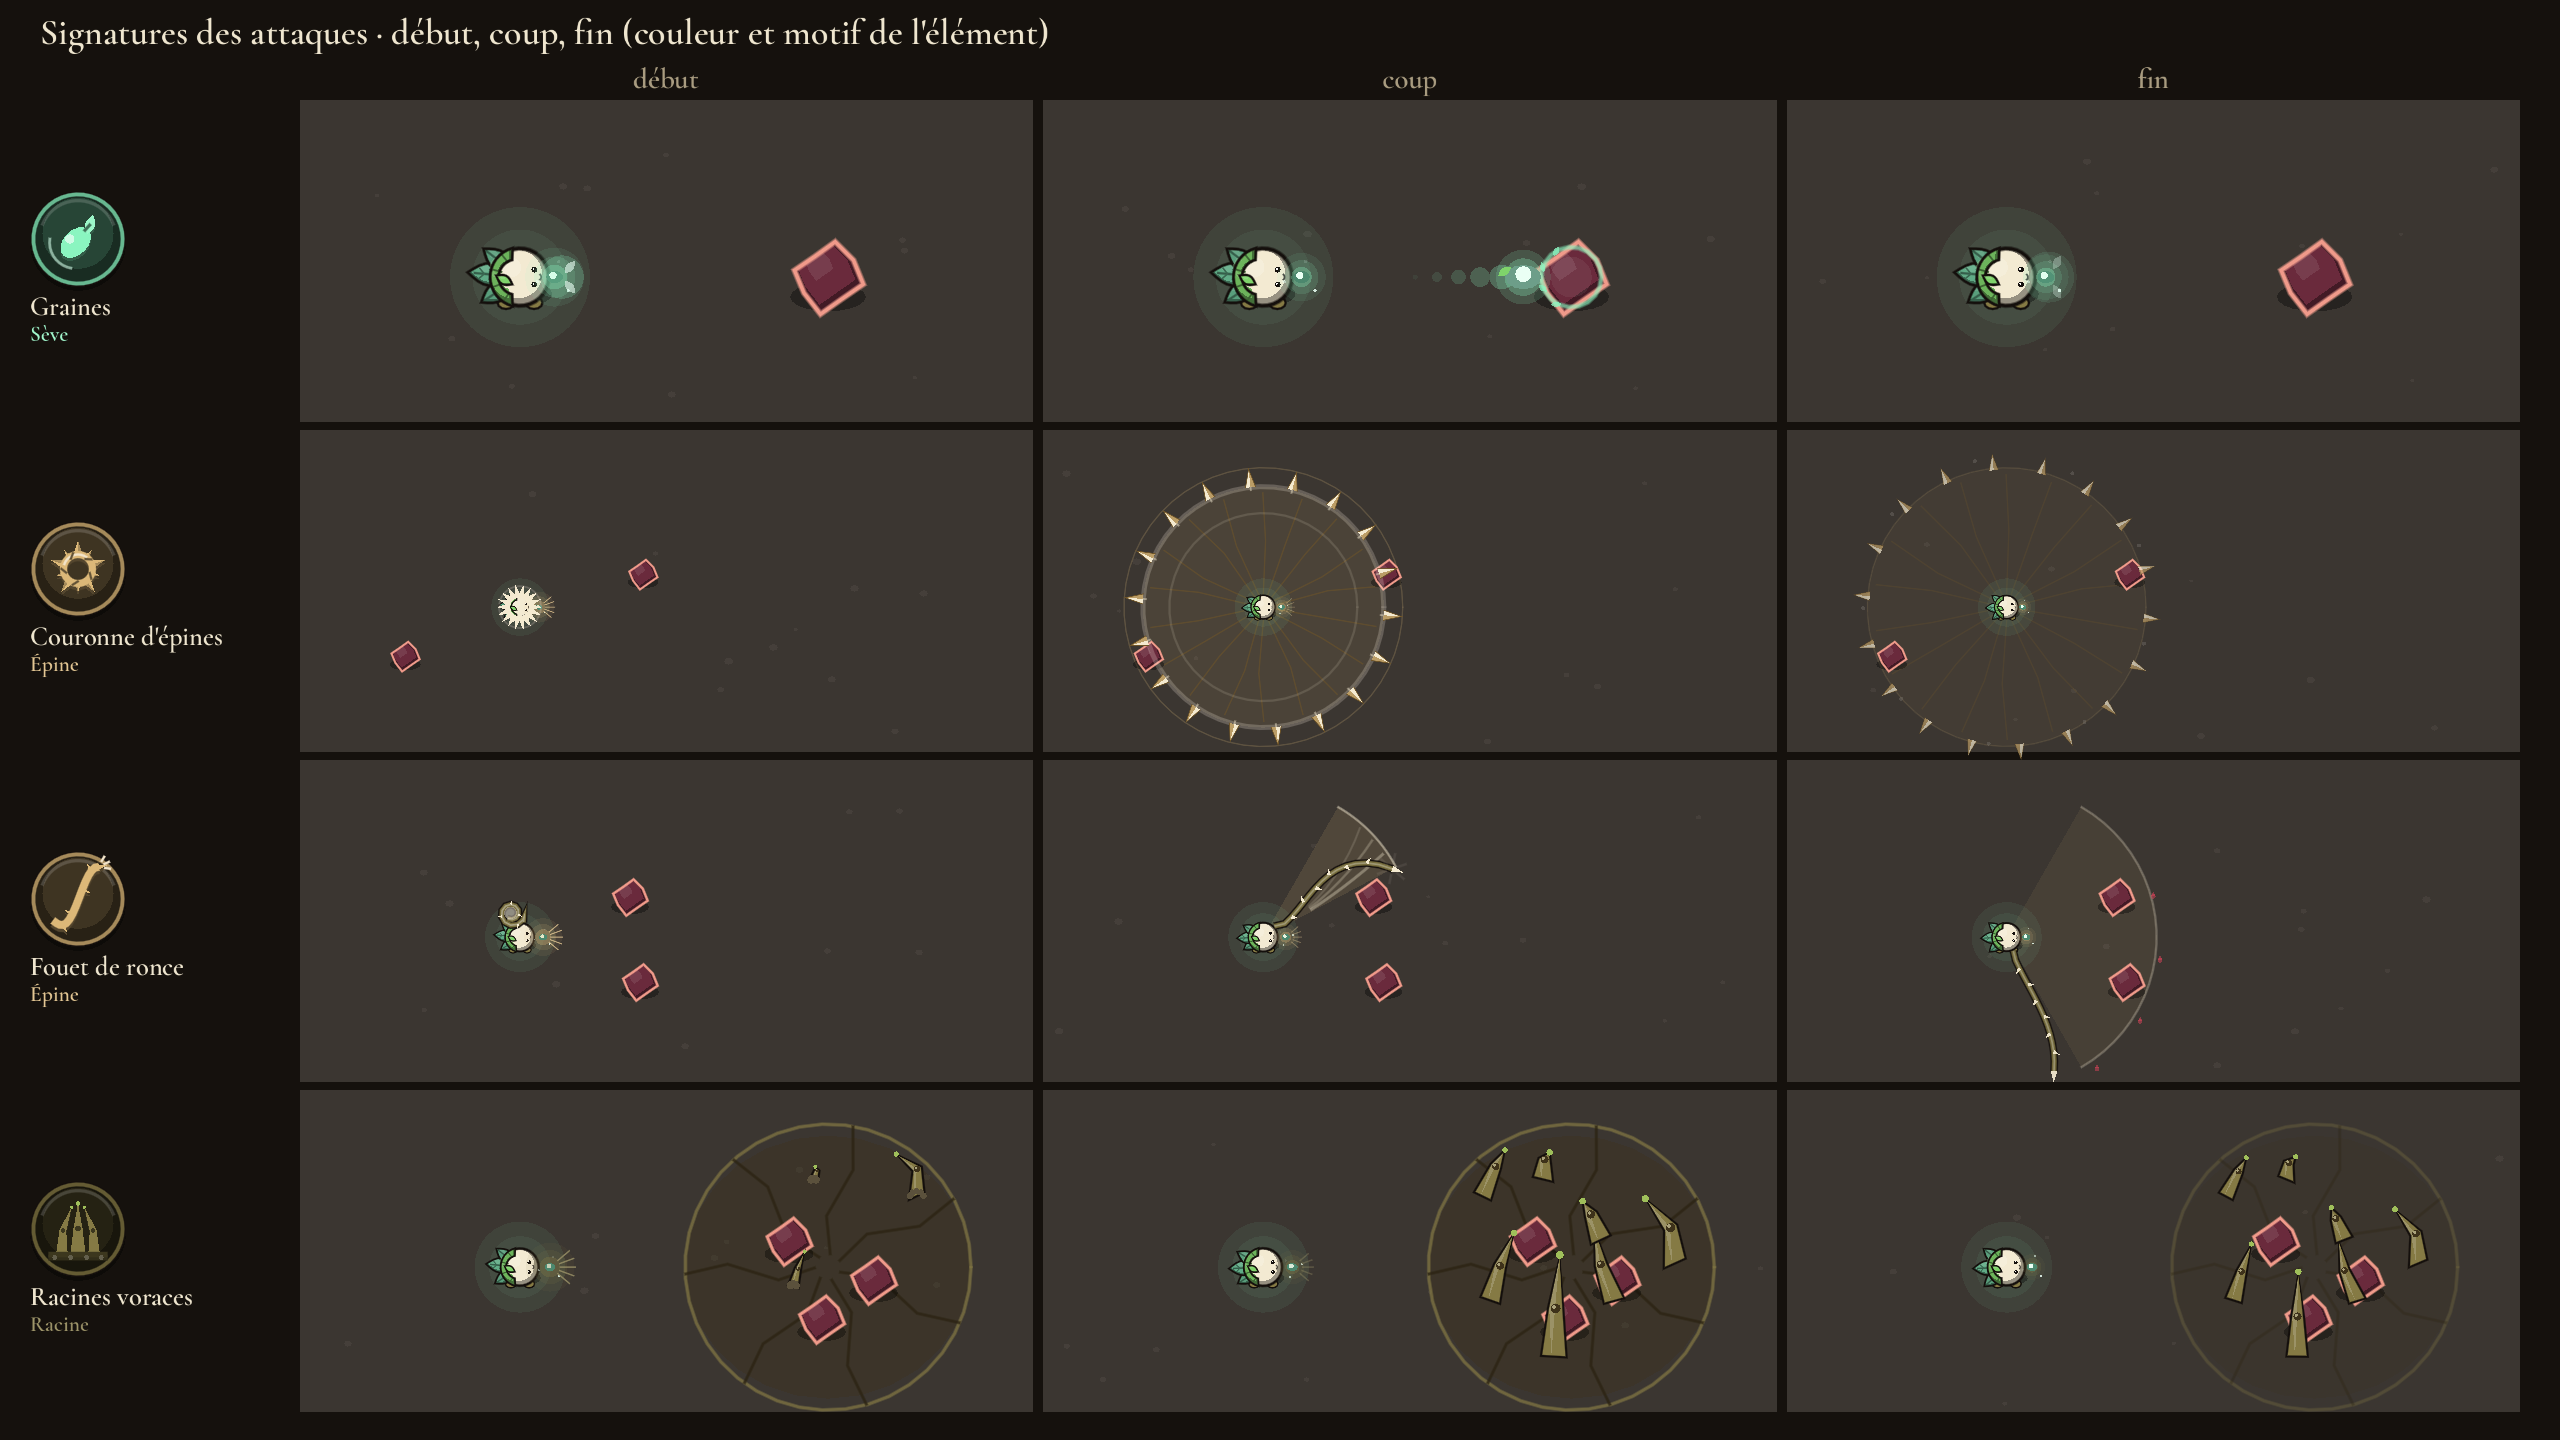 Signatures des attaques · début, coup, fin (couleur et motif de l'élément)
début
coup
fin
Graines
Sève
Couronne d'épines
Épine
Fouet de ronce
Épine
Racines voraces
Racine